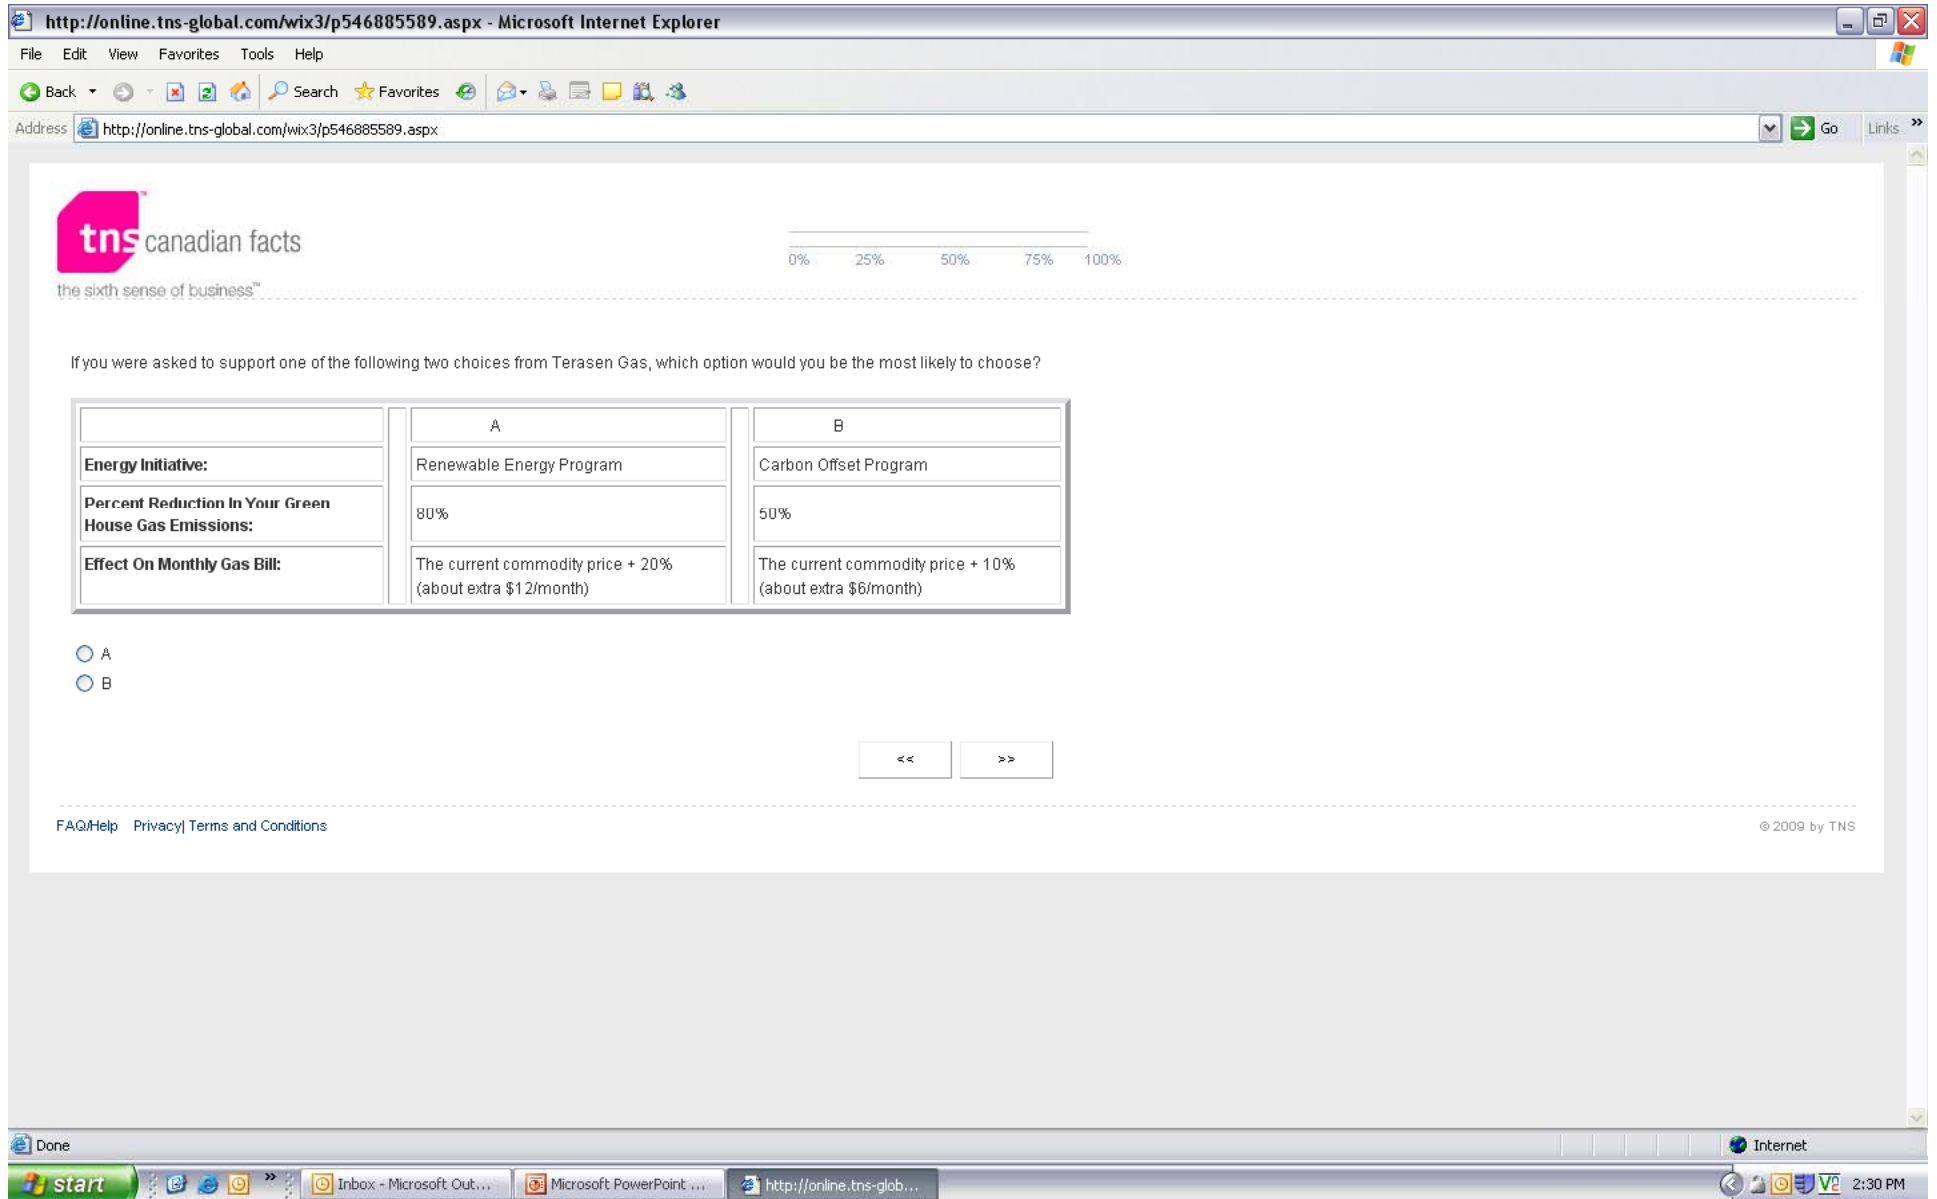 http://online.tns-global.com/wix3/p546885589.aspx - Microsoft Internet Explorer
File Edit View Favorites Tools Help
Back Search Favorites
Address http://online.tns-global.com/wix3/p546885589.aspx Go Links »
tns canadian facts
the sixth sense of business™
0% 25% 50% 75% 100%
If you were asked to support one of the following two choices from Terasen Gas, which option would you be the most likely to choose?
A B
Energy Initiative: Renewable Energy Program Carbon Offset Program
Percent Reduction In Your Green
House Gas Emissions: 80% 50%
Effect On Monthly Gas Bill: The current commodity price + 20% The current commodity price + 10%
(about extra $12/month) (about extra $6/month)
A
B
<< >>
FAQ/Help Privacy| Terms and Conditions © 2009 by TNS
Done Internet
start » Inbox - Microsoft Out... Microsoft PowerPoint ... http://online.tns-glob... 2:30 PM